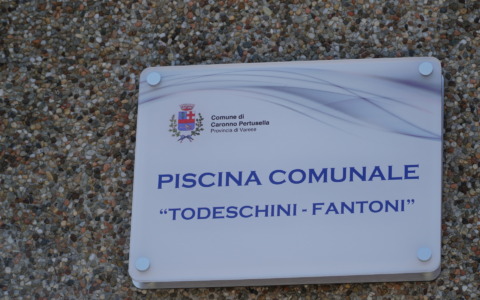 Comune di
Caronno Pertusella
Provincia di Varese
PISCINA COMUNALE
“TODESCHINI - FANTONI”